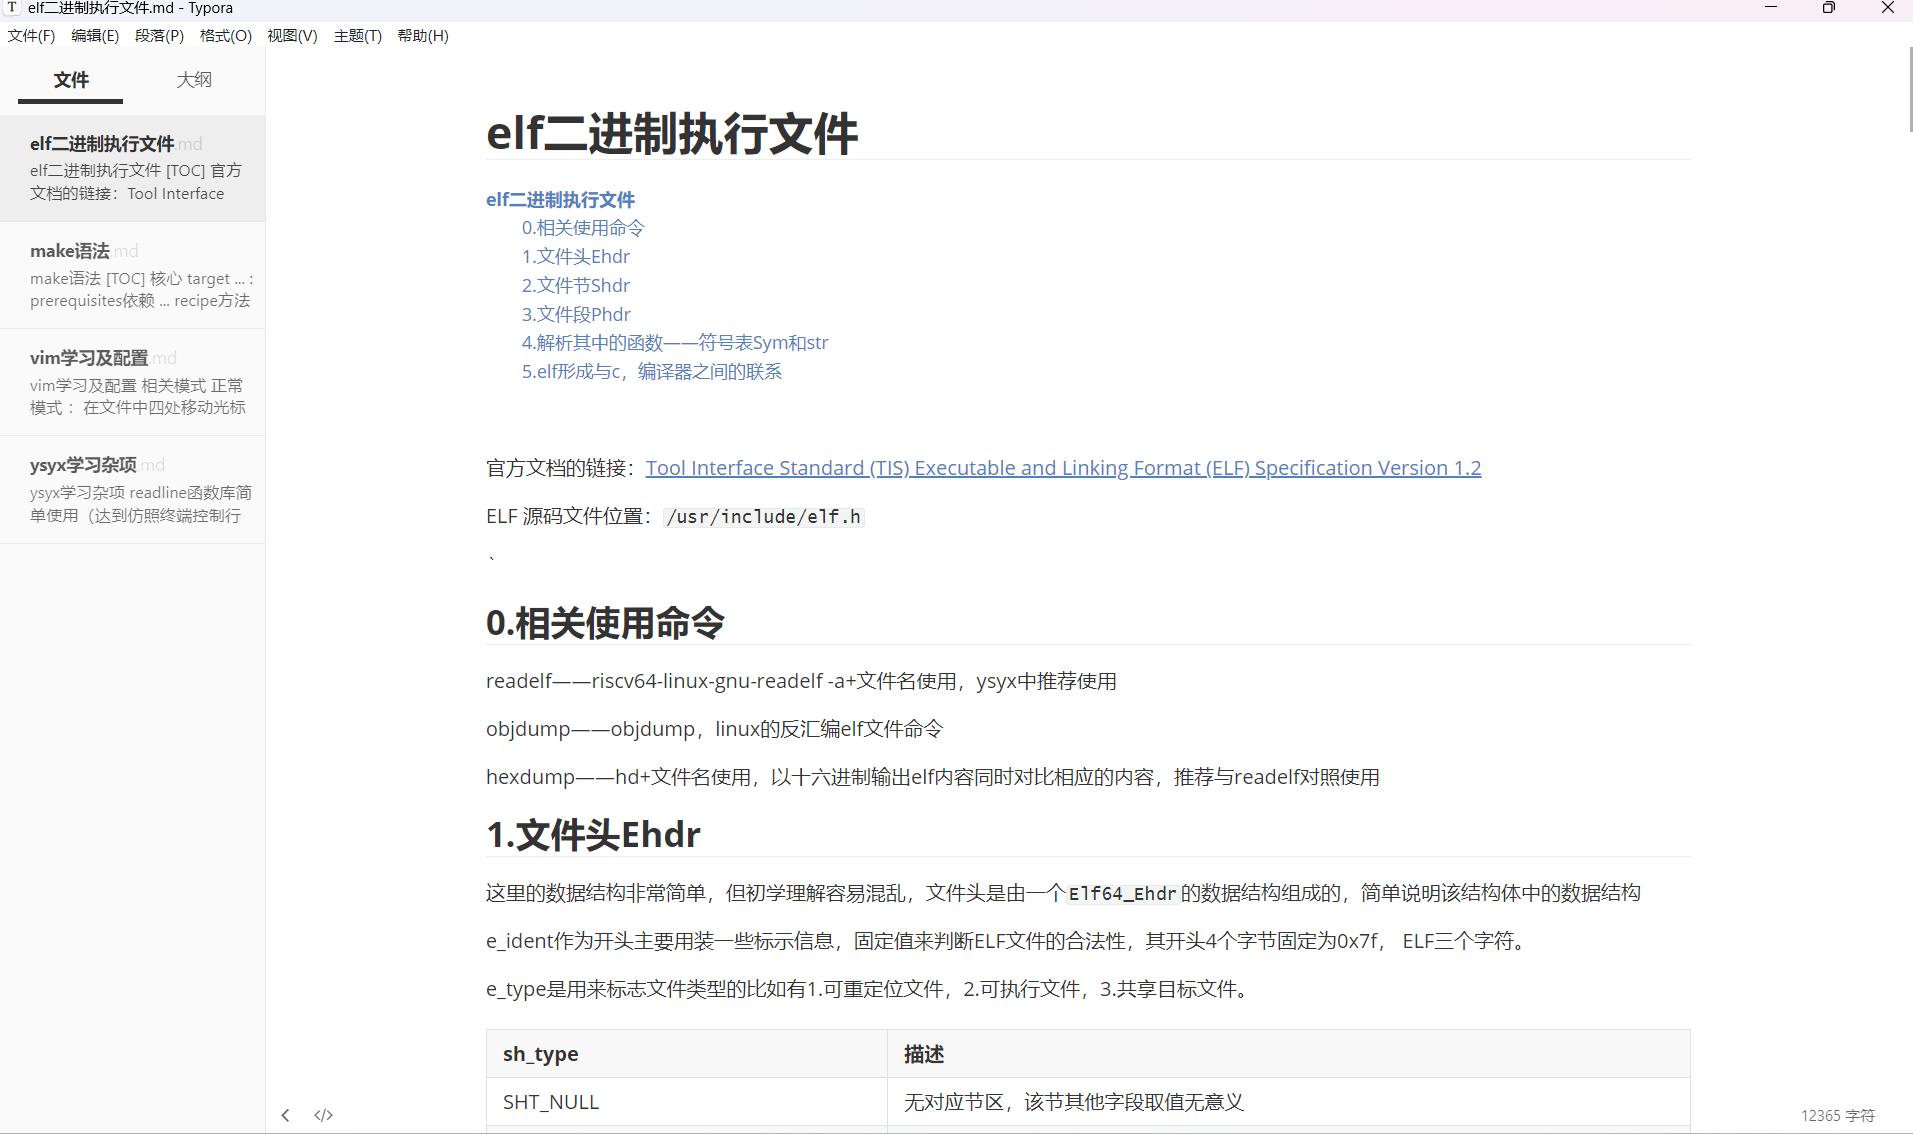 elf二进制执行文件.md - Typora
文件(F) 编辑(E) 段落(P) 格式(O) 视图(V) 主题(T) 帮助(H)
文件 大纲
elf二进制执行文件.md
elf二进制执行文件 [TOC] 官方
文档的链接：Tool Interface
make语法.md
make语法 [TOC] 核心 target ... :
prerequisites依赖 ... recipe方法
vim学习及配置.md
vim学习及配置 相关模式 正常
模式 ：在文件中四处移动光标
ysyx学习杂项.md
ysyx学习杂项 readline函数库简
单使用（达到仿照终端控制行
elf二进制执行文件
elf二进制执行文件
0.相关使用命令
1.文件头Ehdr
2.文件节Shdr
3.文件段Phdr
4.解析其中的函数——符号表Sym和str
5.elf形成与c，编译器之间的联系
官方文档的链接：Tool Interface Standard (TIS) Executable and Linking Format (ELF) Specification Version 1.2
ELF 源码文件位置：/usr/include/elf.h
`
0.相关使用命令
readelf——riscv64-linux-gnu-readelf -a+文件名使用，ysyx中推荐使用
objdump——objdump，linux的反汇编elf文件命令
hexdump——hd+文件名使用，以十六进制输出elf内容同时对比相应的内容，推荐与readelf对照使用
1.文件头Ehdr
这里的数据结构非常简单，但初学理解容易混乱，文件头是由一个Elf64_Ehdr的数据结构组成的，简单说明该结构体中的数据结构
e_ident作为开头主要用装一些标示信息，固定值来判断ELF文件的合法性，其开头4个字节固定为0x7f， ELF三个字符。
e_type是用来标志文件类型的比如有1.可重定位文件，2.可执行文件，3.共享目标文件。
sh_type 描述
SHT_NULL 无对应节区，该节其他字段取值无意义
</> 12365 字符